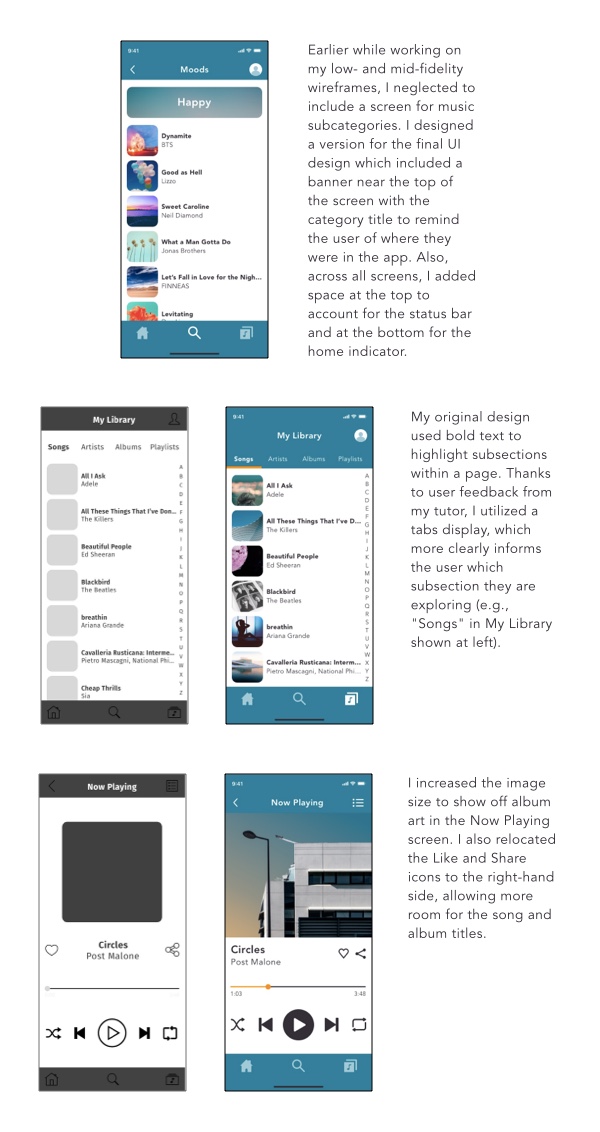 9:41
Moods
Happy
Dynamite
BTS
Good as Hell
Lizzo
Sweet Caroline
Neil Diamond
What a Man Gotta Do
Jonas Brothers
Let's Fall in Love for the Nigh...
FINNEAS
Levitating
Earlier while working on
my low- and mid-fidelity
wireframes, I neglected to
include a screen for music
subcategories. I designed
a version for the final UI
design which included a
banner near the top of
the screen with the
category title to remind
the user of where they
were in the app. Also,
across all screens, I added
space at the top to
account for the status bar
and at the bottom for the
home indicator.
My Library
Songs Artists Albums Playlists
All I Ask
Adele
All These Things That I've Don...
The Killers
Beautiful People
Ed Sheeran
Blackbird
The Beatles
breathin
Ariana Grande
Cavalleria Rusticana: Interme...
Pietro Mascagni, National Phi...
Cheap Thrills
Sia
A
B
C
D
E
F
G
H
I
J
K
L
M
N
O
P
Q
R
S
T
U
V
W
X
Y
Z
9:41
My Library
Songs Artists Albums Playlists
All I Ask
Adele
All These Things That I've D...
The Killers
Beautiful People
Ed Sheeran
Blackbird
The Beatles
breathin
Ariana Grande
Cavalleria Rusticana: Interm...
Pietro Mascagni, National Phi...
A
B
C
D
E
F
G
H
I
J
K
L
M
N
O
P
Q
R
S
T
U
V
W
X
Y
Z
My original design
used bold text to
highlight subsections
within a page. Thanks
to user feedback from
my tutor, I utilized a
tabs display, which
more clearly informs
the user which
subsection they are
exploring (e.g.,
"Songs" in My Library
shown at left).
Now Playing
Circles
Post Malone
9:41
Now Playing
Circles
Post Malone
1:03
3:48
I increased the image
size to show off album
art in the Now Playing
screen. I also relocated
the Like and Share
icons to the right-hand
side, allowing more
room for the song and
album titles.